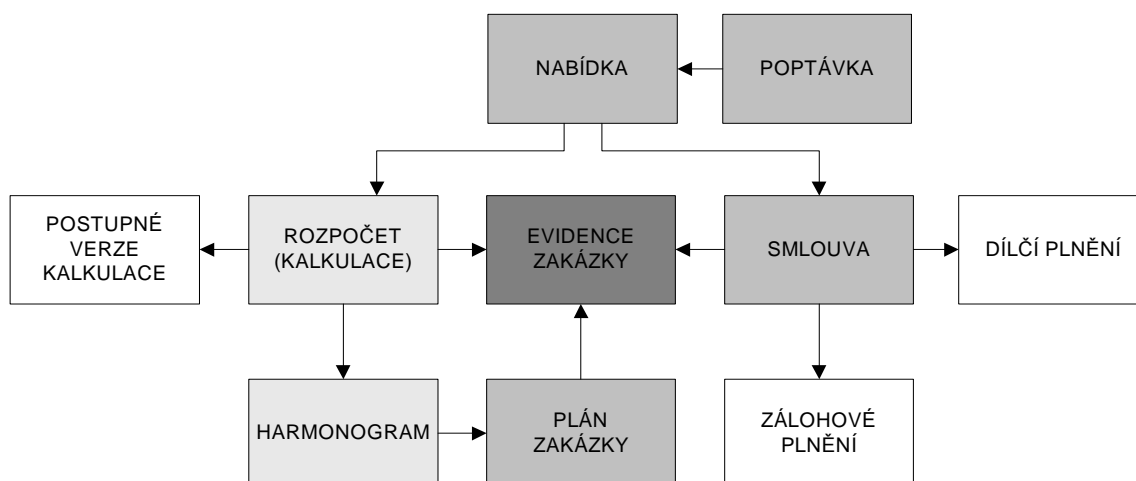 NABÍDKA
POPTÁVKA
POSTUPNÉ
VERZE
KALKULACE
ROZPOČET
(KALKULACE)
EVIDENCE
ZAKÁZKY
SMLOUVA
DÍLČÍ PLNĚNÍ
HARMONOGRAM
PLÁN
ZAKÁZKY
ZÁLOHOVÉ
PLNĚNÍ